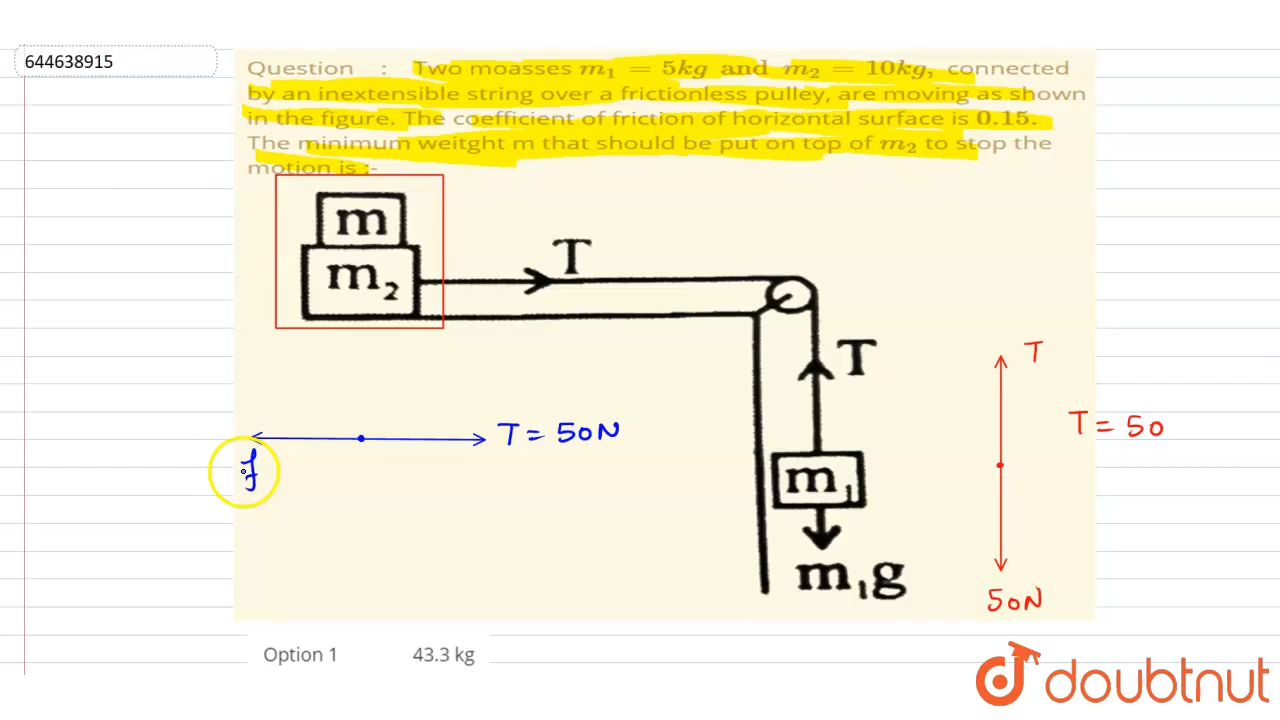 644638915
Question : Two moasses m₁ = 5kg and m₂ = 10kg, connected
by an inextensible string over a frictionless pulley, are moving as shown
in the figure. The coefficient of friction of horizontal surface is 0.15.
The minimum weitght m that should be put on top of m₂ to stop the
motion is :-
m
m₂
T
T
T
T = 50
T = 50N
f
m₁
m₁g
50N
Option 1 43.3 kg
doubtnut